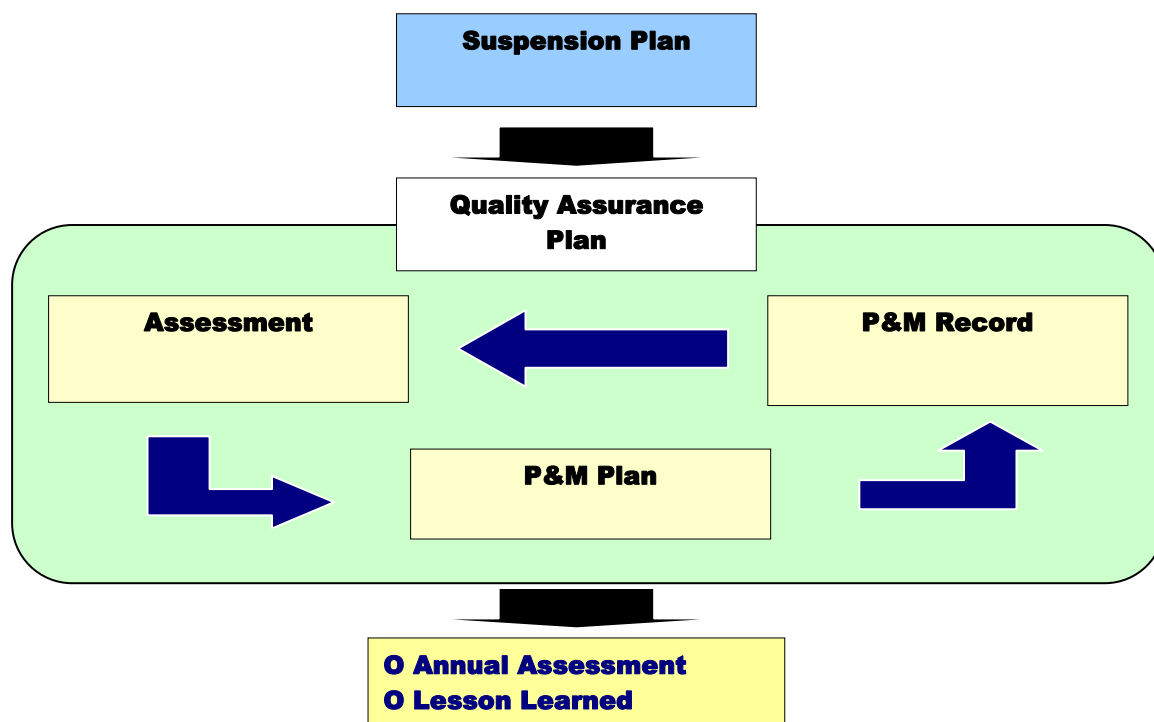 Suspension Plan
Quality Assurance
Plan
Assessment
P&M Record
P&M Plan
O Annual Assessment
O Lesson Learned